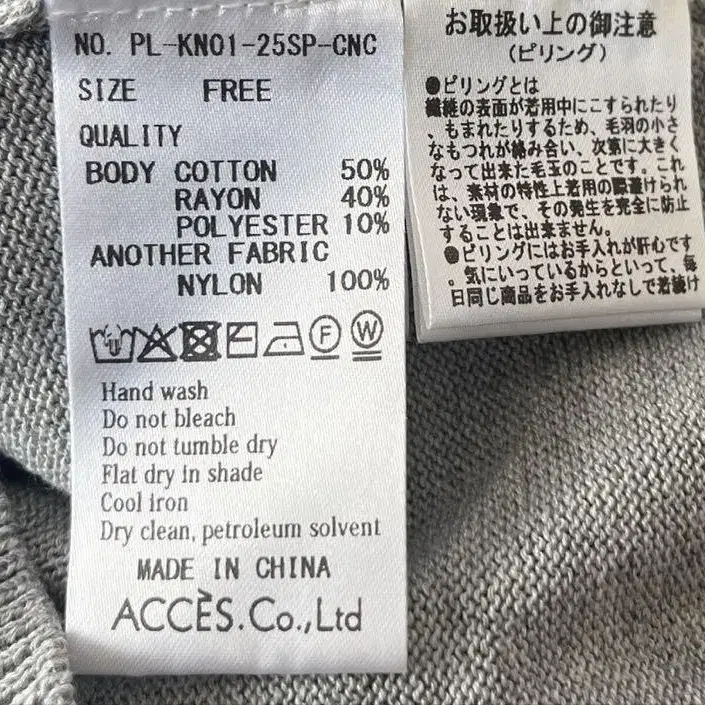 NO. PL-KN01-25SP-CNC
SIZE FREE
QUALITY
BODY COTTON 50%
RAYON 40%
POLYESTER 10%
ANOTHER FABRIC
NYLON 100%
F W
Hand wash
Do not bleach
Do not tumble dry
Flat dry in shade
Cool iron
Dry clean, petroleum solvent
MADE IN CHINA
ACCÈS.Co.,Ltd
お取扱い上の御注意
(ピリング)
●ピリングとは
繊維の表面が着用中にこすられたり
、もまれたりするため、毛羽の小さ
なもつれが絡み合い、次第に大きく
なって出来た毛玉のことです。これ
は、素材の特性上着用の際避けられ
ない現象で、その発生を完全に防止
することは出来ません。
●ピリングにはお手入れが肝心です
。気にいっているからといって、毎
日同じ商品をお手入れなしで着続け